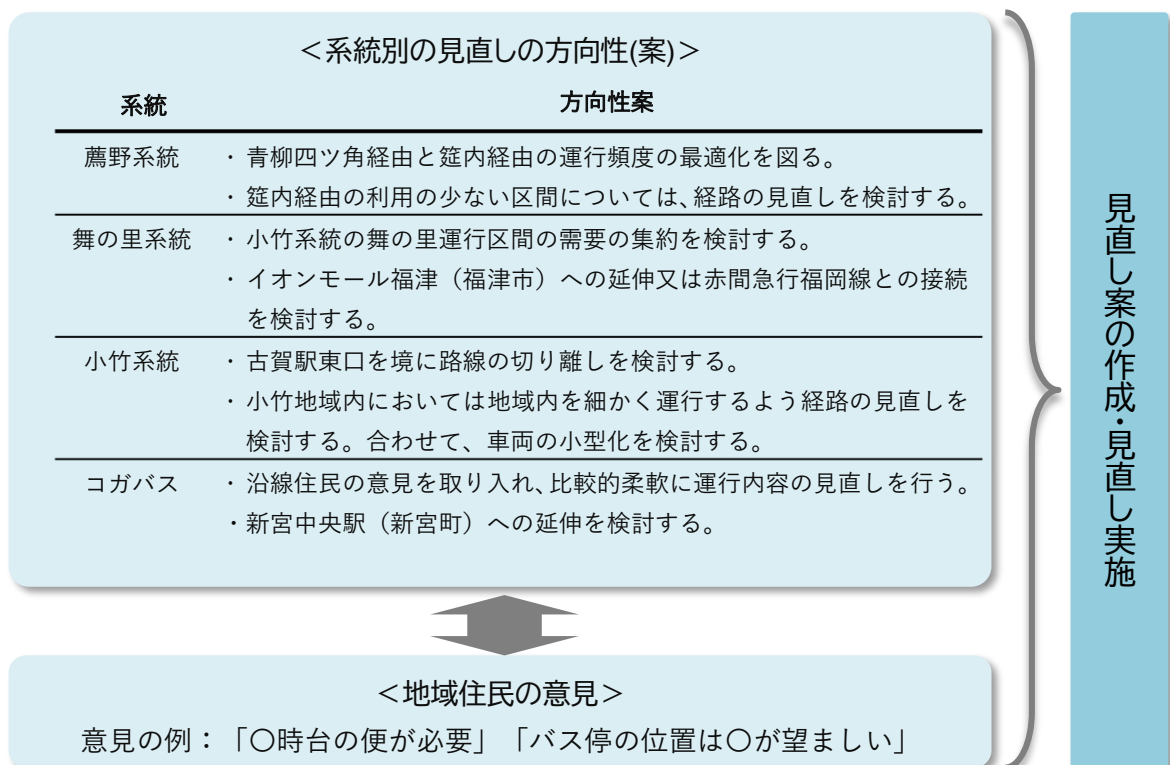 ＜系統別の見直しの方向性(案)＞
系統 方向性案
薦野系統 ・青柳四ツ角経由と筵内経由の運行頻度の最適化を図る。
・筵内経由の利用の少ない区間については、経路の見直しを検討する。
舞の里系統 ・小竹系統の舞の里運行区間の需要の集約を検討する。
・イオンモール福津（福津市）への延伸又は赤間急行福岡線との接続
を検討する。
小竹系統 ・古賀駅東口を境に路線の切り離しを検討する。
・小竹地域内においては地域内を細かく運行するよう経路の見直しを
検討する。合わせて、車両の小型化を検討する。
コガバス ・沿線住民の意見を取り入れ、比較的柔軟に運行内容の見直しを行う。
・新宮中央駅（新宮町）への延伸を検討する。
＜地域住民の意見＞
意見の例：「〇時台の便が必要」「バス停の位置は〇が望ましい」
見直し案の作成・見直し実施